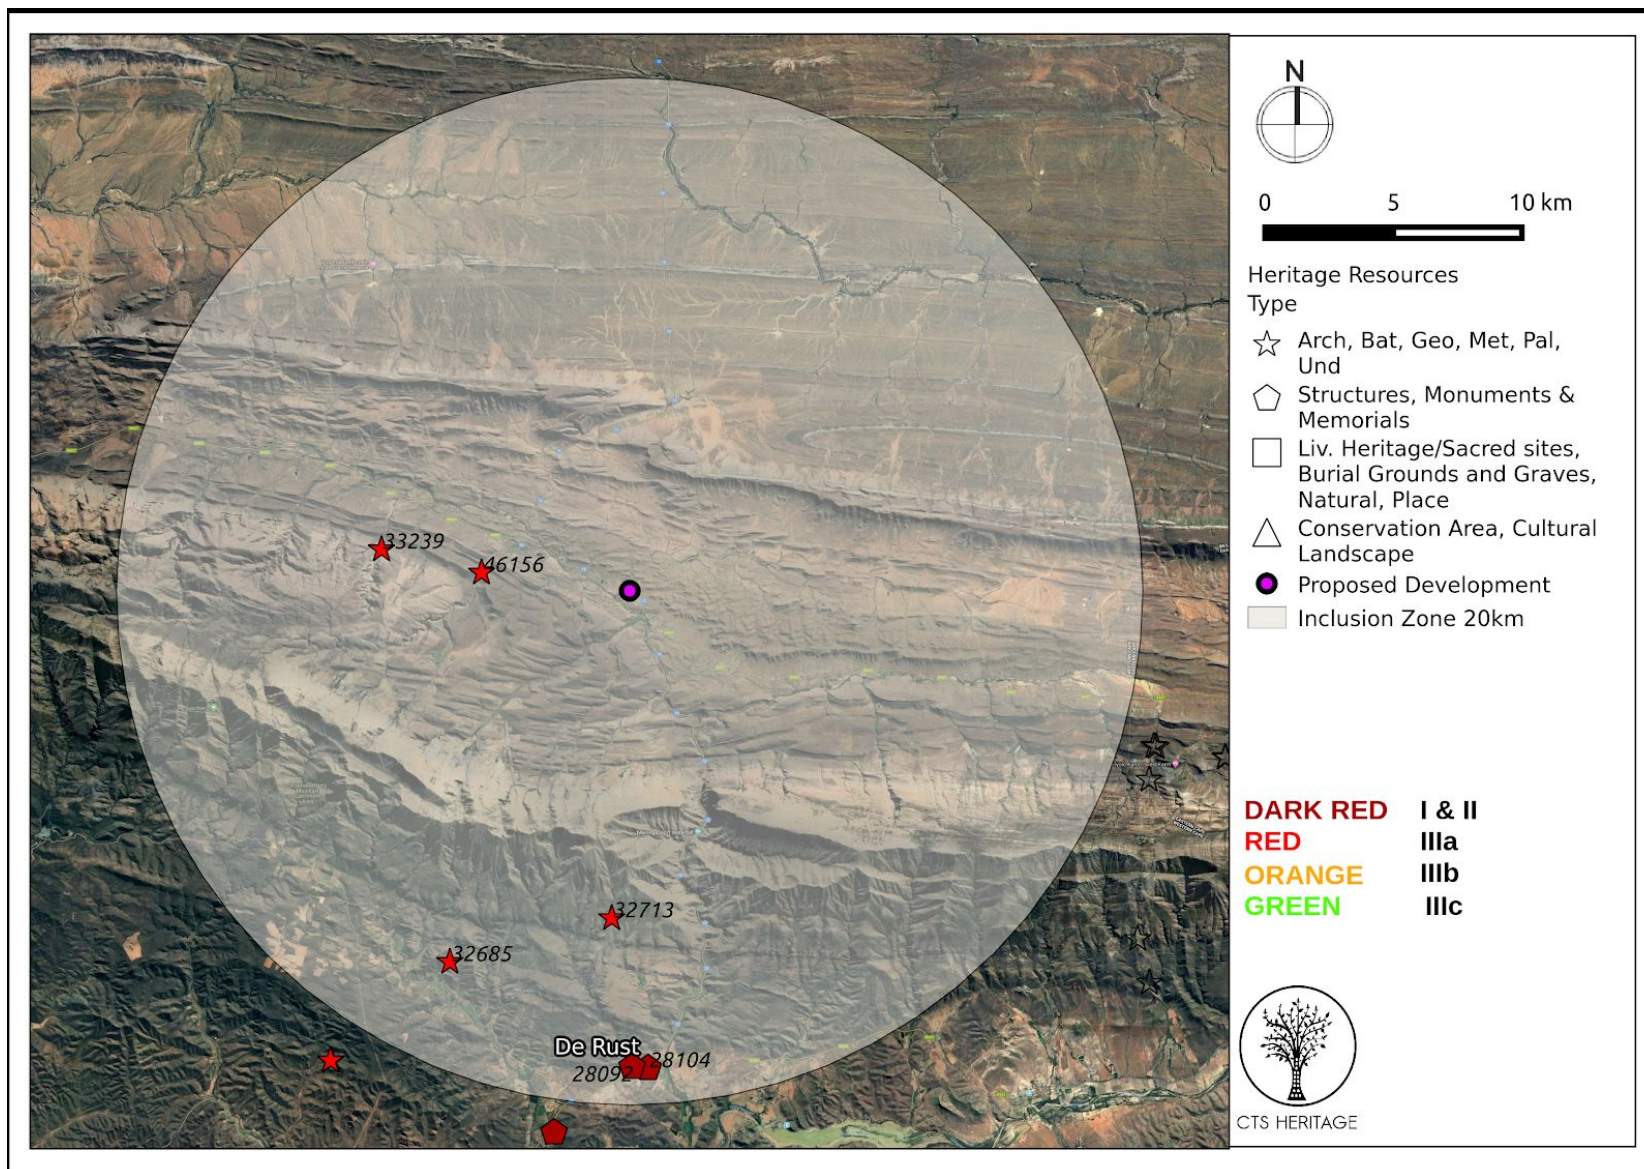 N
0 5 10 km
Heritage Resources
Type
Arch, Bat, Geo, Met, Pal,
Und
Structures, Monuments &
Memorials
Liv. Heritage/Sacred sites,
Burial Grounds and Graves,
Natural, Place
Conservation Area, Cultural
Landscape
Proposed Development
Inclusion Zone 20km
DARK RED I & II
RED IIIa
ORANGE IIIb
GREEN IIIc
CTS HERITAGE
33239
46156
32713
32685
De Rust
28104
28092